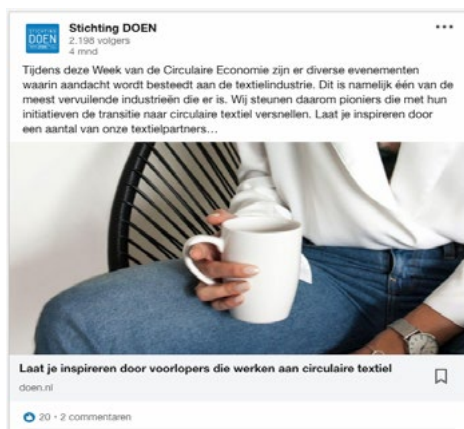 STICHTING
DOEN
Stichting DOEN
2.198 volgers
4 mnd
Tijdens deze Week van de Circulaire Economie zijn er diverse evenementen
waarin aandacht wordt besteedt aan de textielindustrie. Dit is namelijk één van de
meest vervuilende industrieën die er is. Wij steunen daarom pioniers die met hun
initiatieven de transitie naar circulaire textiel versnellen. Laat je inspireren door
een aantal van onze textielpartners…
Laat je inspireren door voorlopers die werken aan circulaire textiel
doen.nl
20 · 2 commentaren